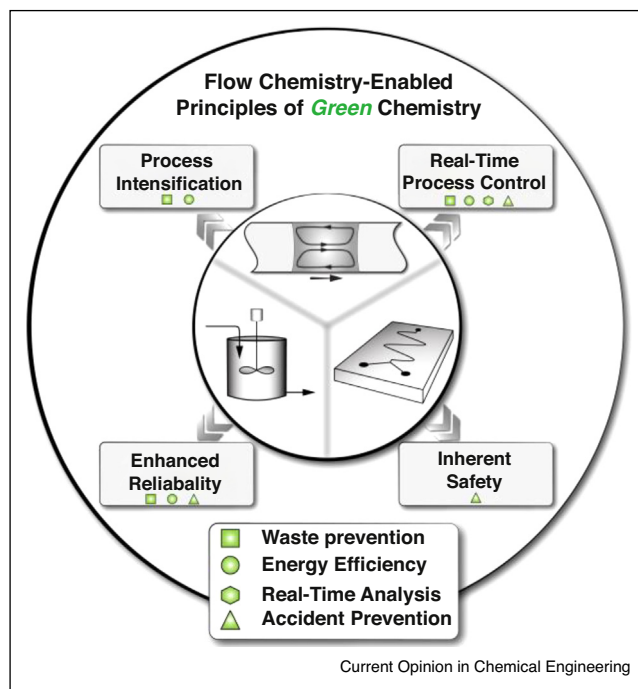 Flow Chemistry-Enabled
Principles of Green Chemistry
Process
Intensification
Real-Time
Process Control
Enhanced
Reliabality
Inherent
Safety
Waste prevention
Energy Efficiency
Real-Time Analysis
Accident Prevention
Current Opinion in Chemical Engineering